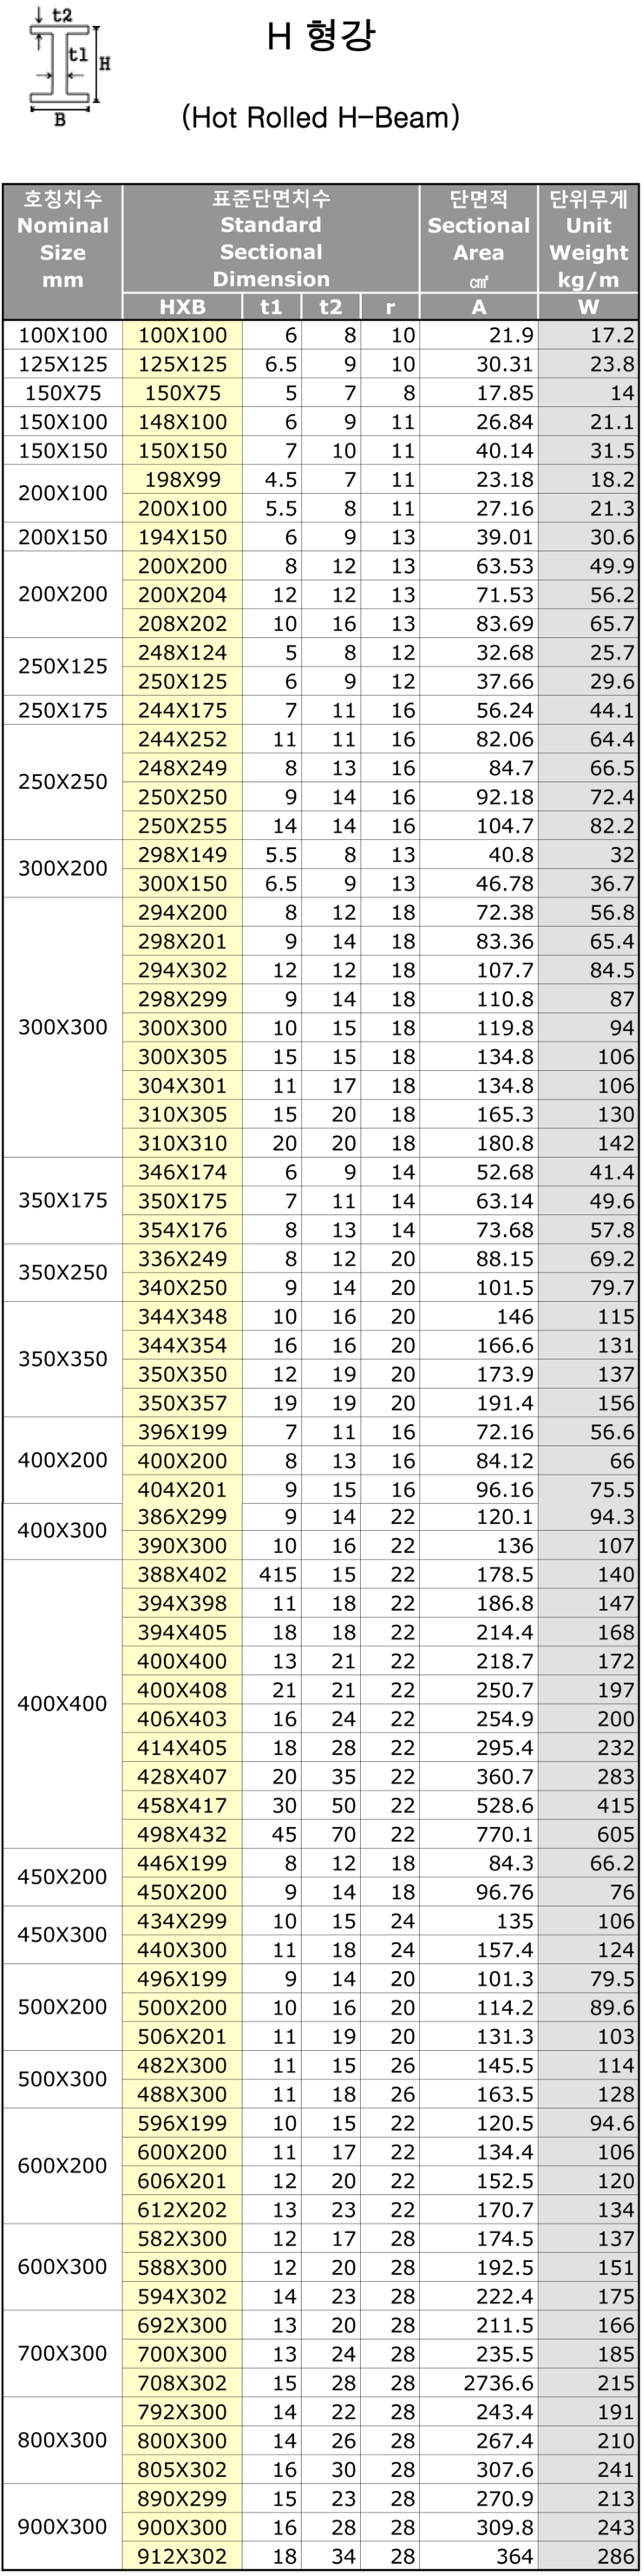 t2
H 형강
t1
H
B
(Hot Rolled H-Beam)
호칭치수 표준단면치수 단면적 단위무게
Nominal Standard Sectional Unit
Size Sectional Area Weight
mm Dimension ㎠ kg/m
HXB t1 t2 r A W
100X100 100X100 6 8 10 21.9 17.2
125X125 125X125 6.5 9 10 30.31 23.8
150X75 150X75 5 7 8 17.85 14
150X100 148X100 6 9 11 26.84 21.1
150X150 150X150 7 10 11 40.14 31.5
200X100 198X99 4.5 7 11 23.18 18.2
200X100 5.5 8 11 27.16 21.3
200X150 194X150 6 9 13 39.01 30.6
200X200 200X200 8 12 13 63.53 49.9
200X204 12 12 13 71.53 56.2
208X202 10 16 13 83.69 65.7
250X125 248X124 5 8 12 32.68 25.7
250X125 6 9 12 37.66 29.6
250X175 244X175 7 11 16 56.24 44.1
250X250 244X252 11 11 16 82.06 64.4
248X249 8 13 16 84.7 66.5
250X250 9 14 16 92.18 72.4
250X255 14 14 16 104.7 82.2
300X200 298X149 5.5 8 13 40.8 32
300X150 6.5 9 13 46.78 36.7
300X300 294X200 8 12 18 72.38 56.8
298X201 9 14 18 83.36 65.4
294X302 12 12 18 107.7 84.5
298X299 9 14 18 110.8 87
300X300 10 15 18 119.8 94
300X305 15 15 18 134.8 106
304X301 11 17 18 134.8 106
310X305 15 20 18 165.3 130
310X310 20 20 18 180.8 142
350X175 346X174 6 9 14 52.68 41.4
350X175 7 11 14 63.14 49.6
354X176 8 13 14 73.68 57.8
350X250 336X249 8 12 20 88.15 69.2
340X250 9 14 20 101.5 79.7
350X350 344X348 10 16 20 146 115
344X354 16 16 20 166.6 131
350X350 12 19 20 173.9 137
350X357 19 19 20 191.4 156
400X200 396X199 7 11 16 72.16 56.6
400X200 8 13 16 84.12 66
404X201 9 15 16 96.16 75.5
400X300 386X299 9 14 22 120.1 94.3
390X300 10 16 22 136 107
400X400 388X402 415 15 22 178.5 140
394X398 11 18 22 186.8 147
394X405 18 18 22 214.4 168
400X400 13 21 22 218.7 172
400X408 21 21 22 250.7 197
406X403 16 24 22 254.9 200
414X405 18 28 22 295.4 232
428X407 20 35 22 360.7 283
458X417 30 50 22 528.6 415
498X432 45 70 22 770.1 605
450X200 446X199 8 12 18 84.3 66.2
450X200 9 14 18 96.76 76
450X300 434X299 10 15 24 135 106
440X300 11 18 24 157.4 124
500X200 496X199 9 14 20 101.3 79.5
500X200 10 16 20 114.2 89.6
506X201 11 19 20 131.3 103
500X300 482X300 11 15 26 145.5 114
488X300 11 18 26 163.5 128
600X200 596X199 10 15 22 120.5 94.6
600X200 11 17 22 134.4 106
606X201 12 20 22 152.5 120
612X202 13 23 22 170.7 134
600X300 582X300 12 17 28 174.5 137
588X300 12 20 28 192.5 151
594X302 14 23 28 222.4 175
700X300 692X300 13 20 28 211.5 166
700X300 13 24 28 235.5 185
708X302 15 28 28 2736.6 215
800X300 792X300 14 22 28 243.4 191
800X300 14 26 28 267.4 210
805X302 16 30 28 307.6 241
900X300 890X299 15 23 28 270.9 213
900X300 16 28 28 309.8 243
912X302 18 34 28 364 286